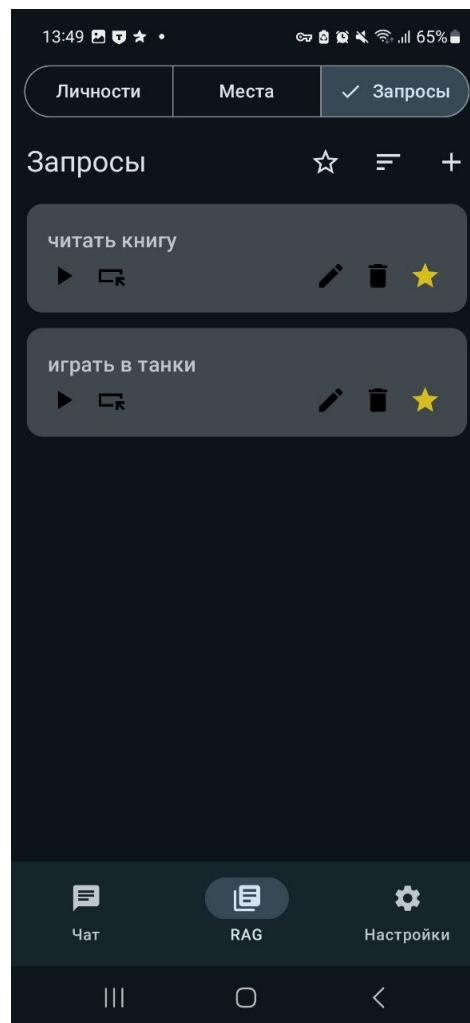 13:49 65%
Личности Места Запросы
Запросы
читать книгу
играть в танки
Чат RAG Настройки